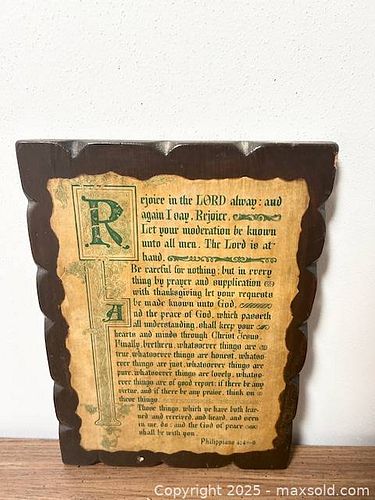 Rejoice in the LORD alway: and
again I say, Rejoice.
Let your moderation be known
unto all men. The Lord is at
hand.
Be careful for nothing: but in every
thing by prayer and supplication
with thanksgiving let your requests
be made known unto God.
And the peace of God, which passeth
all understanding, shall keep your
hearts and minds through Christ Jesus.
Finally, brethren, whatsoever things are
true, whatsoever things are honest, whatso-
ever things are just, whatsoever things are
pure, whatsoever things are lovely, whatso-
ever things are of good report; if there be any
virtue, and if there be any praise, think on
these things.
Those things, which ye have both lear-
ned and received, and heard, and seen
in me, do: and the God of peace
shall be with you.
Philippians 4:4-9
Copyright © 2025 - maxsold.com